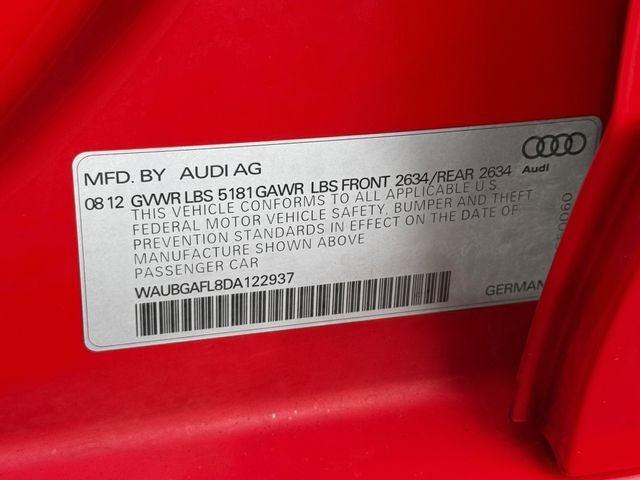 MFD. BY AUDI AG
Audi
08 12 GVWR LBS 5181 GAWR LBS FRONT 2634/REAR 2634
THIS VEHICLE CONFORMS TO ALL APPLICABLE U.S
FEDERAL MOTOR VEHICLE SAFETY, BUMPER AND THEFT
PREVENTION STANDARDS IN EFFECT ON THE DATE OF
MANUFACTURE SHOWN ABOVE
PASSENGER CAR
WAUBGAFL8DA122937
GERMAN